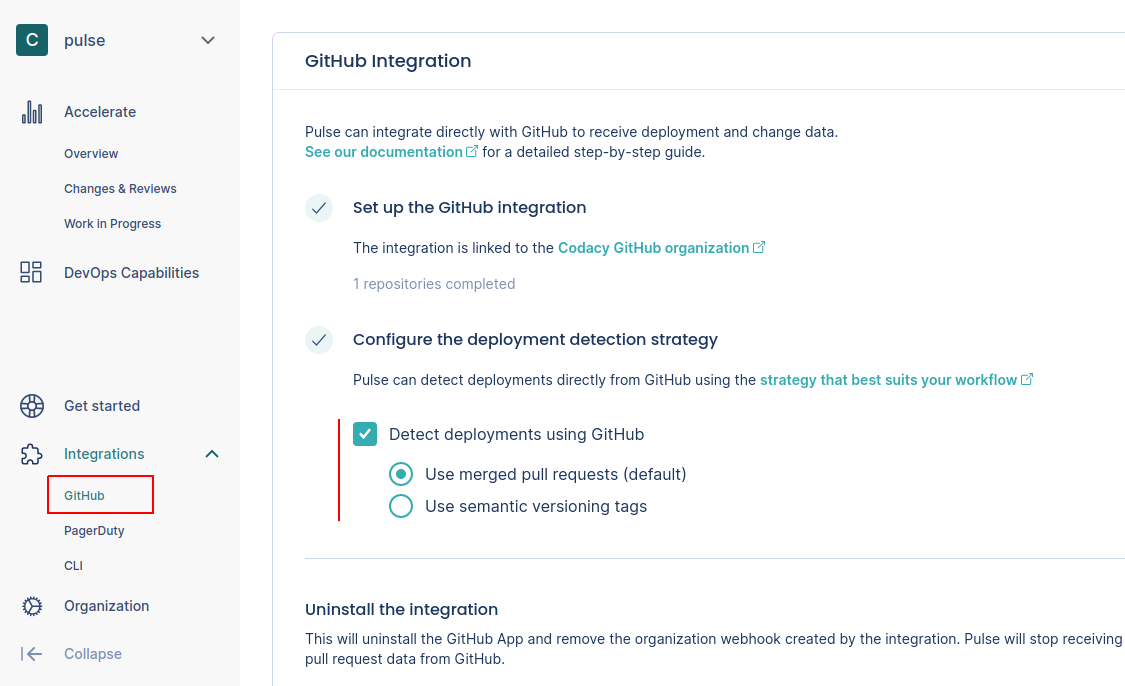 C
pulse
Accelerate
Overview
Changes & Reviews
Work in Progress
DevOps Capabilities
Get started
Integrations
GitHub
PagerDuty
CLI
Organization
Collapse
GitHub Integration
Pulse can integrate directly with GitHub to receive deployment and change data.
See our documentation for a detailed step-by-step guide.
Set up the GitHub integration
The integration is linked to the Codacy GitHub organization
1 repositories completed
Configure the deployment detection strategy
Pulse can detect deployments directly from GitHub using the strategy that best suits your workflow
Detect deployments using GitHub
Use merged pull requests (default)
Use semantic versioning tags
Uninstall the integration
This will uninstall the GitHub App and remove the organization webhook created by the integration. Pulse will stop receiving
pull request data from GitHub.